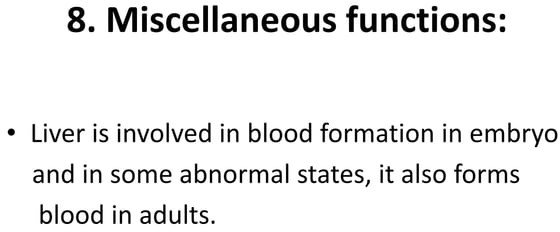 8. Miscellaneous functions:
• Liver is involved in blood formation in embryo
and in some abnormal states, it also forms
blood in adults.